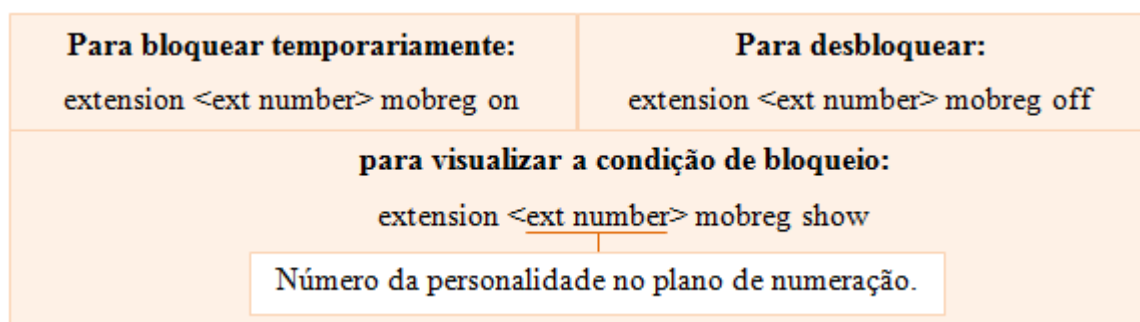 Para bloquear temporariamente:
extension <ext number> mobreg on
Para desbloquear:
extension <ext number> mobreg off
para visualizar a condição de bloqueio:
extension <ext number> mobreg show
Número da personalidade no plano de numeração.